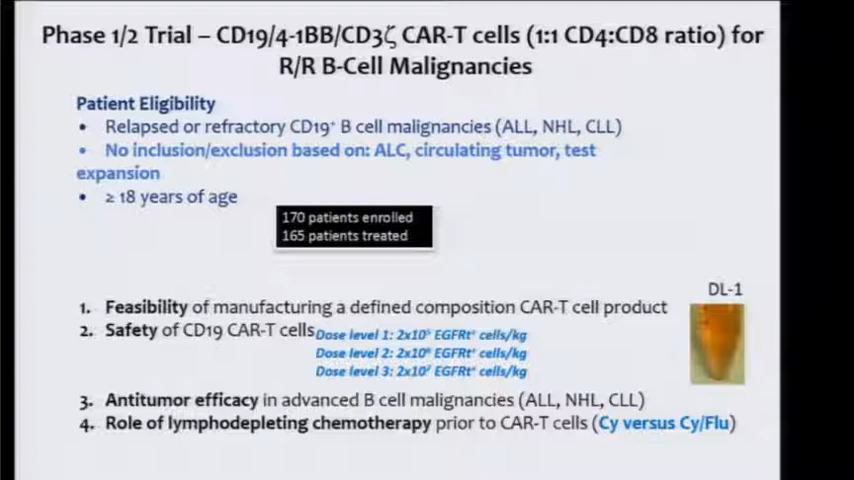 Phase 1/2 Trial – CD19/4-1BB/CD3ζ CAR-T cells (1:1 CD4:CD8 ratio) for
R/R B-Cell Malignancies
Patient Eligibility
• Relapsed or refractory CD19⁺ B cell malignancies (ALL, NHL, CLL)
• No inclusion/exclusion based on: ALC, circulating tumor, test
expansion
• ≥ 18 years of age
170 patients enrolled
165 patients treated
DL-1
1. Feasibility of manufacturing a defined composition CAR-T cell product
2. Safety of CD19 CAR-T cells
Dose level 1: 2x10⁵ EGFRt⁺ cells/kg
Dose level 2: 2x10⁶ EGFRt⁺ cells/kg
Dose level 3: 2x10⁷ EGFRt⁺ cells/kg
3. Antitumor efficacy in advanced B cell malignancies (ALL, NHL, CLL)
4. Role of lymphodepleting chemotherapy prior to CAR-T cells (Cy versus Cy/Flu)